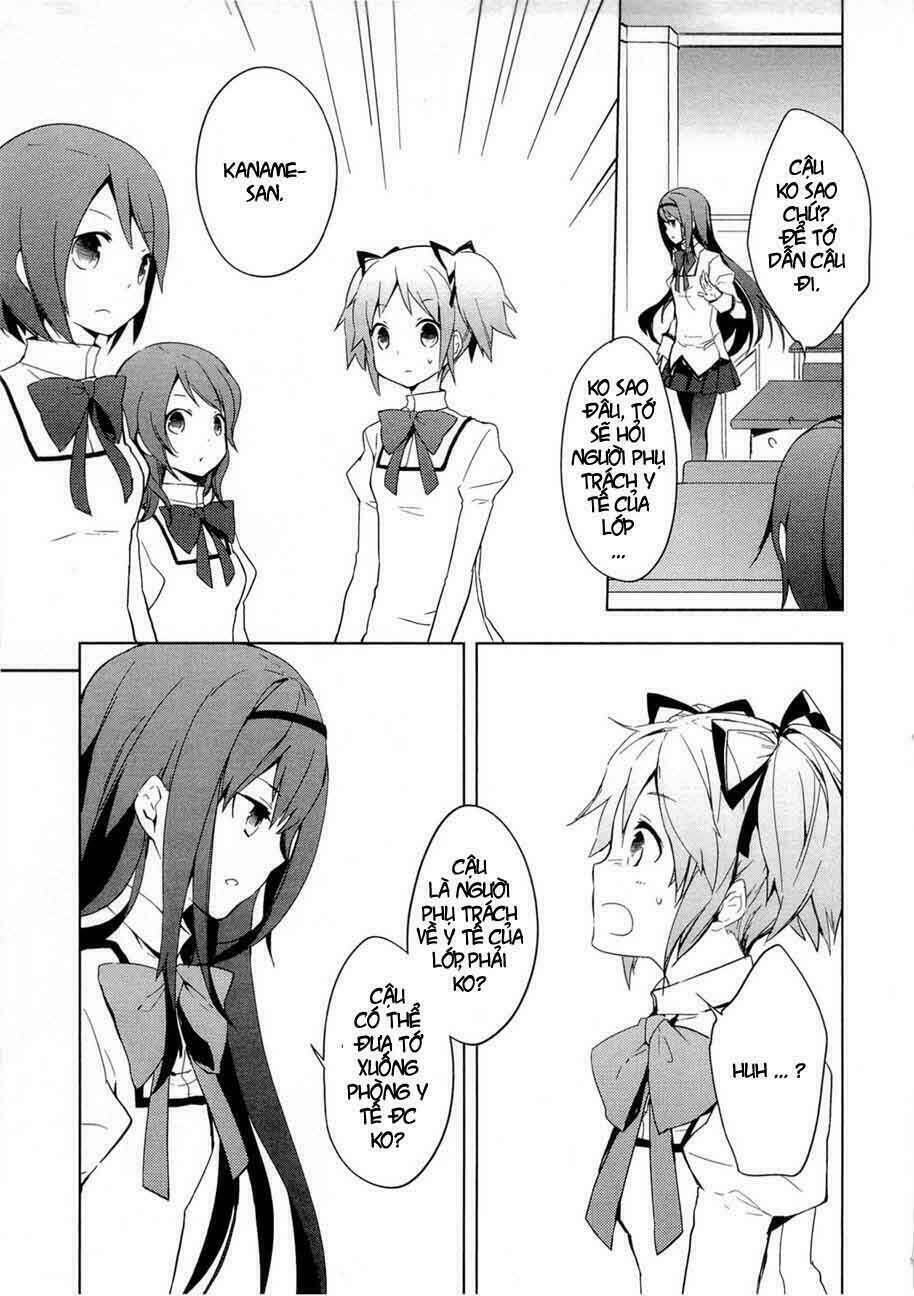 CẬU
KO SAO
CHỨ?
ĐỂ TỚ
DẪN CẬU
ĐI.
KO SAO
ĐÂU, TỚ
SẼ HỎI
NGƯỜI PHỤ
TRÁCH Y
TẾ CỦA
LỚP
...
KANAME-
SAN.
HUH ... ?
CẬU
LÀ NGƯỜI
PHỤ TRÁCH
VỀ Y TẾ CỦA
LỚP, PHẢI
KO?
CẬU
CÓ THỂ
ĐƯA TỚ
XUỐNG
PHÒNG Y
TẾ ĐC
KO?